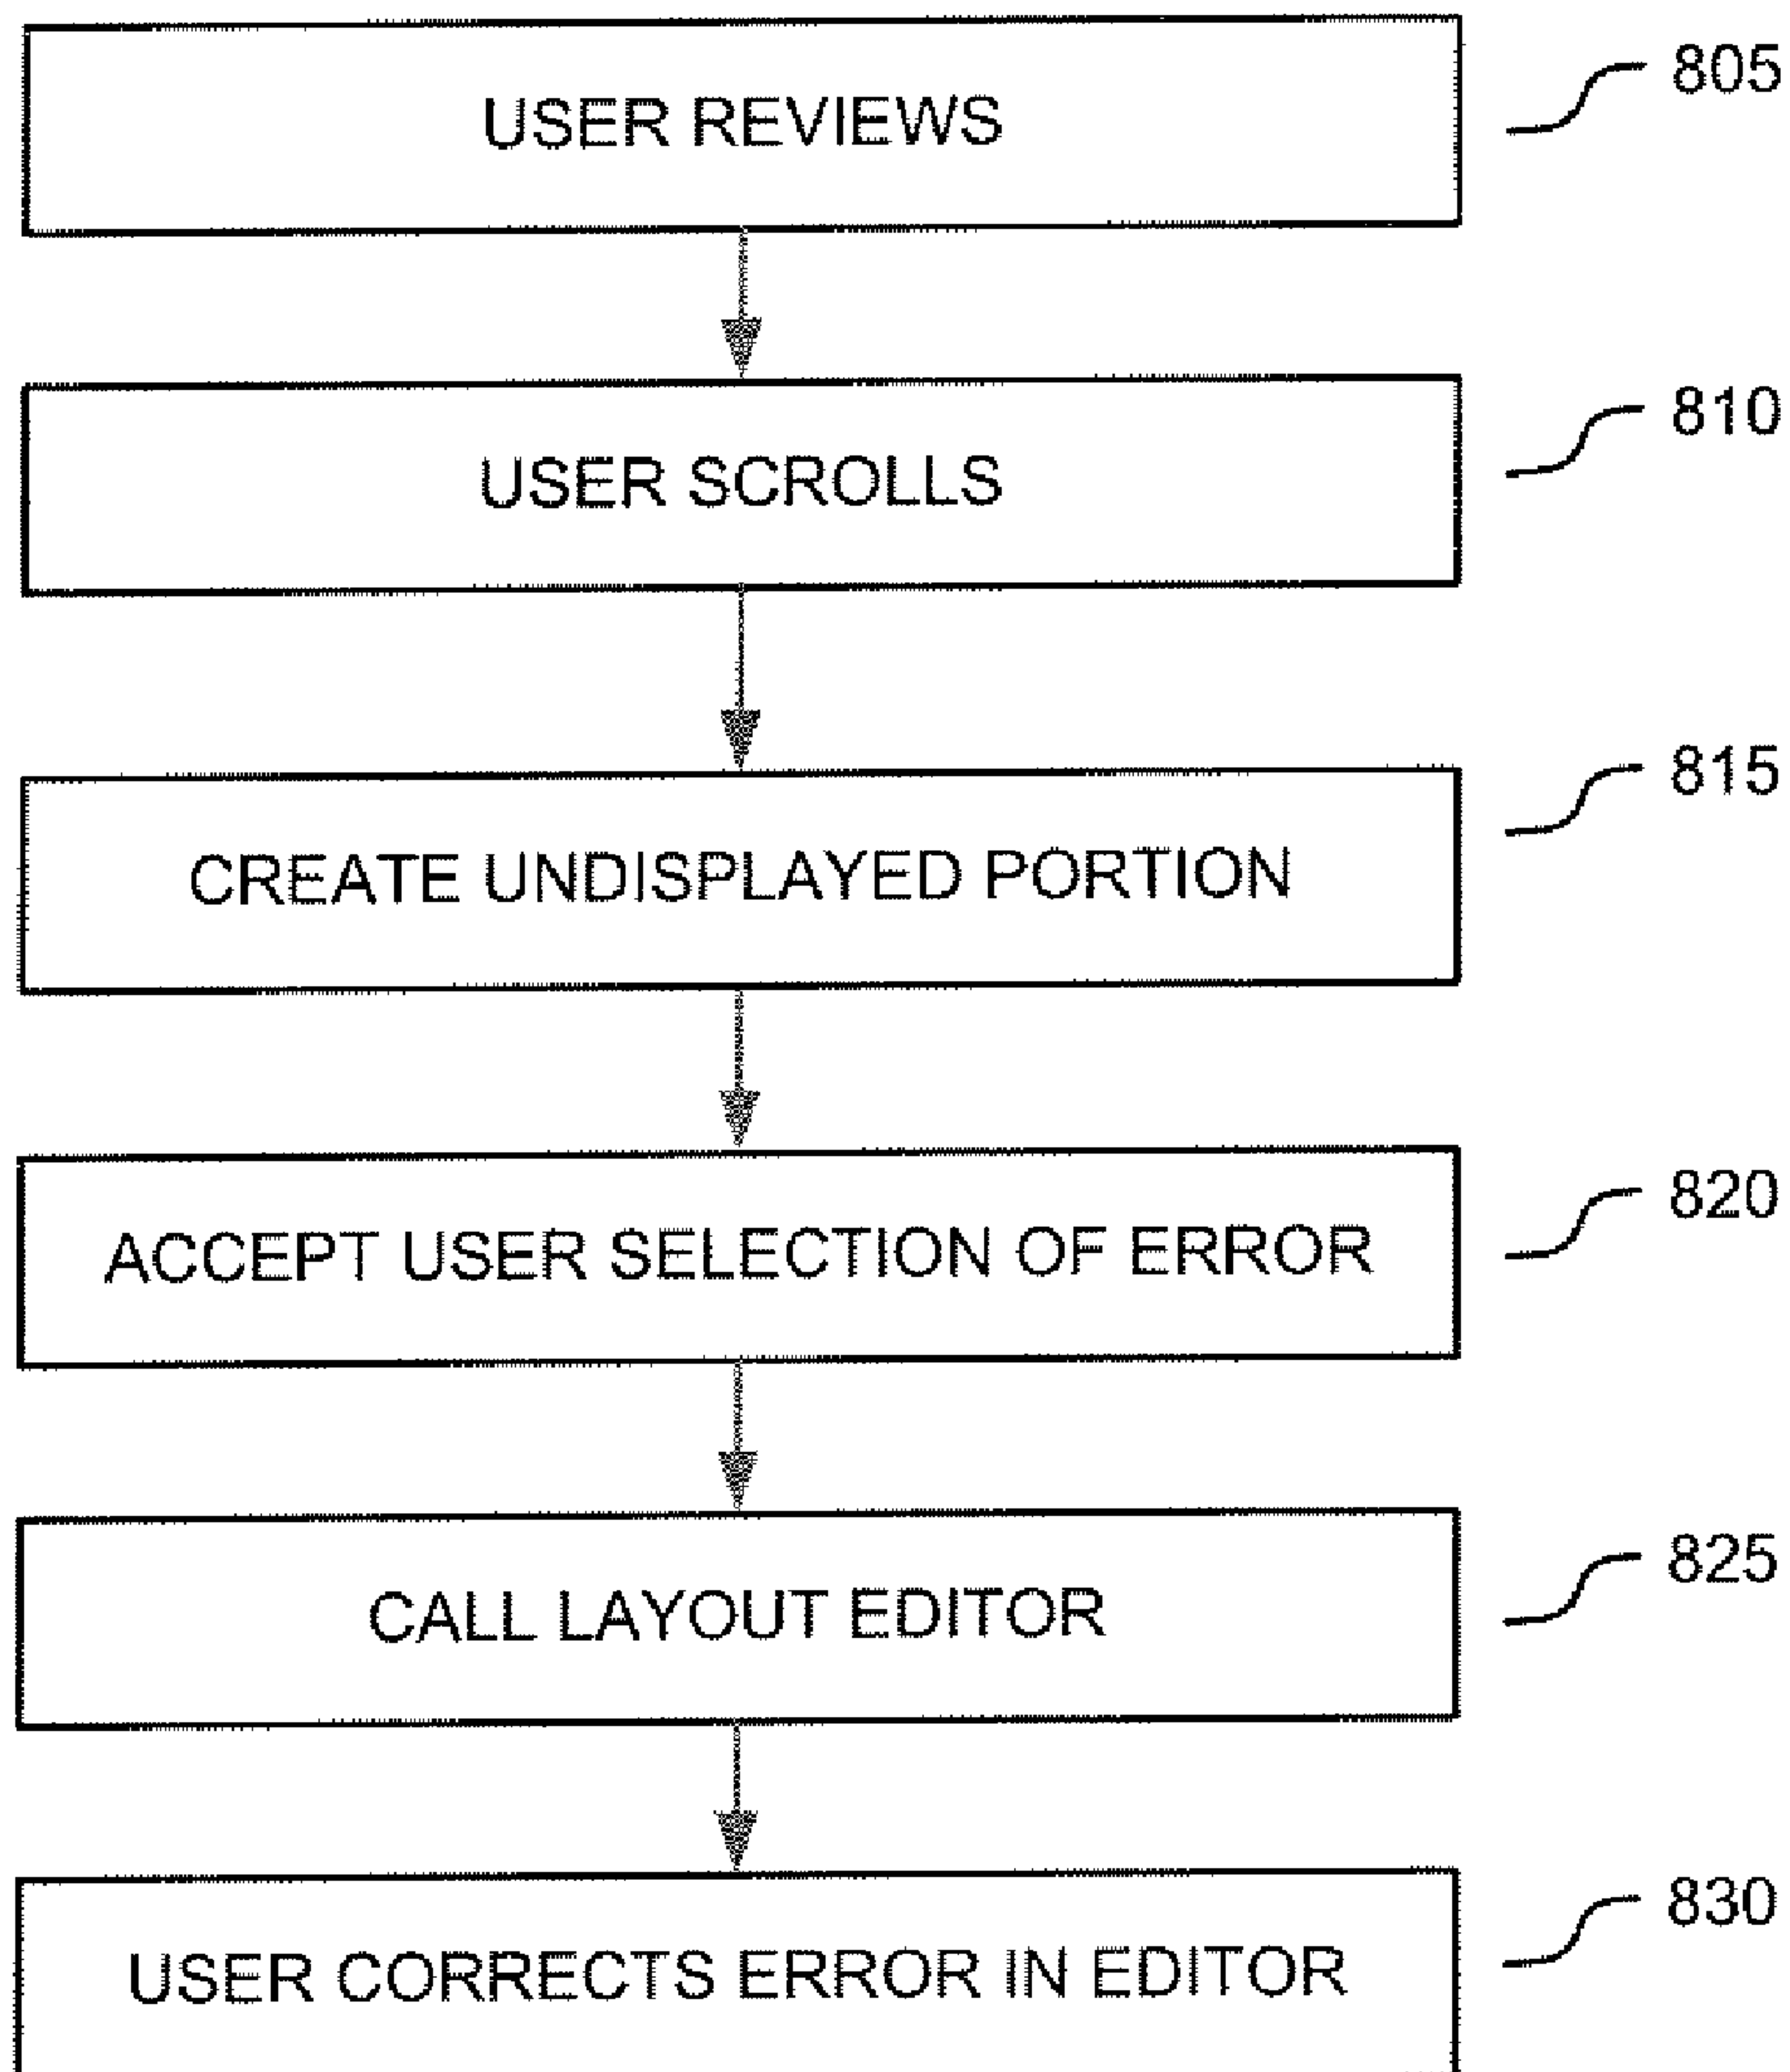 USER REVIEWS
805
USER SCROLLS
810
CREATE UNDISPLAYED PORTION
815
ACCEPT USER SELECTION OF ERROR
820
CALL LAYOUT EDITOR
825
USER CORRECTS ERROR IN EDITOR
830